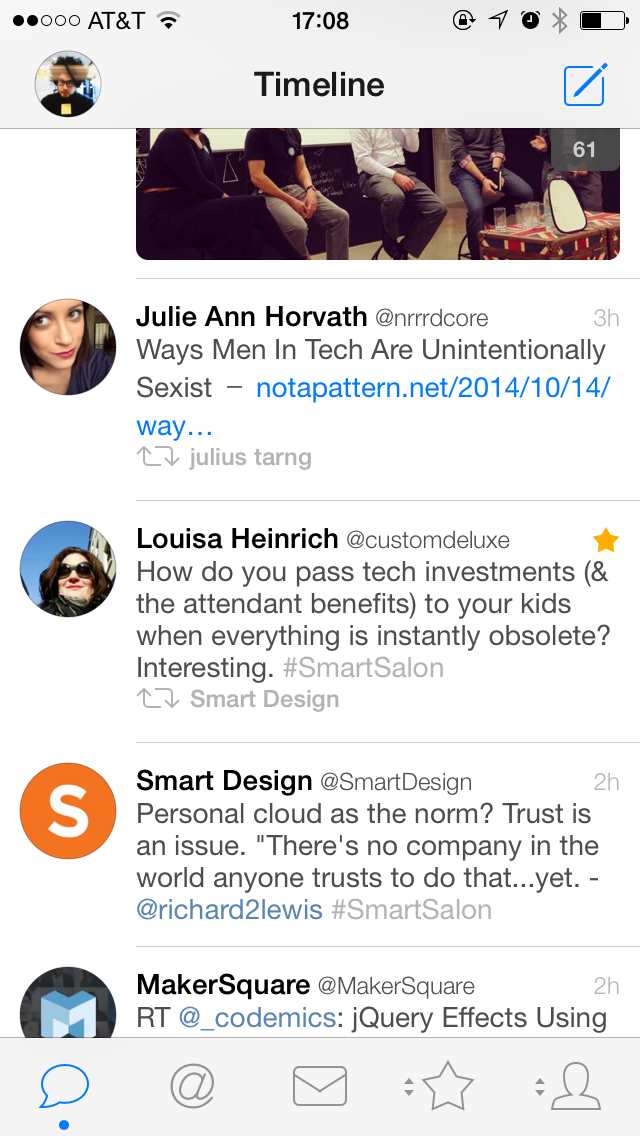 AT&T 17:08
Timeline
61
Julie Ann Horvath @nrrrdcore 3h
Ways Men In Tech Are Unintentionally
Sexist – notapattern.net/2014/10/14/
way…
julius tarng
Louisa Heinrich @customdeluxe
How do you pass tech investments (&
the attendant benefits) to your kids
when everything is instantly obsolete?
Interesting. #SmartSalon
Smart Design
S
Smart Design @SmartDesign 2h
Personal cloud as the norm? Trust is
an issue. "There's no company in the
world anyone trusts to do that...yet. -
@richard2lewis #SmartSalon
MakerSquare @MakerSquare 2h
RT @_codemics: jQuery Effects Using
@